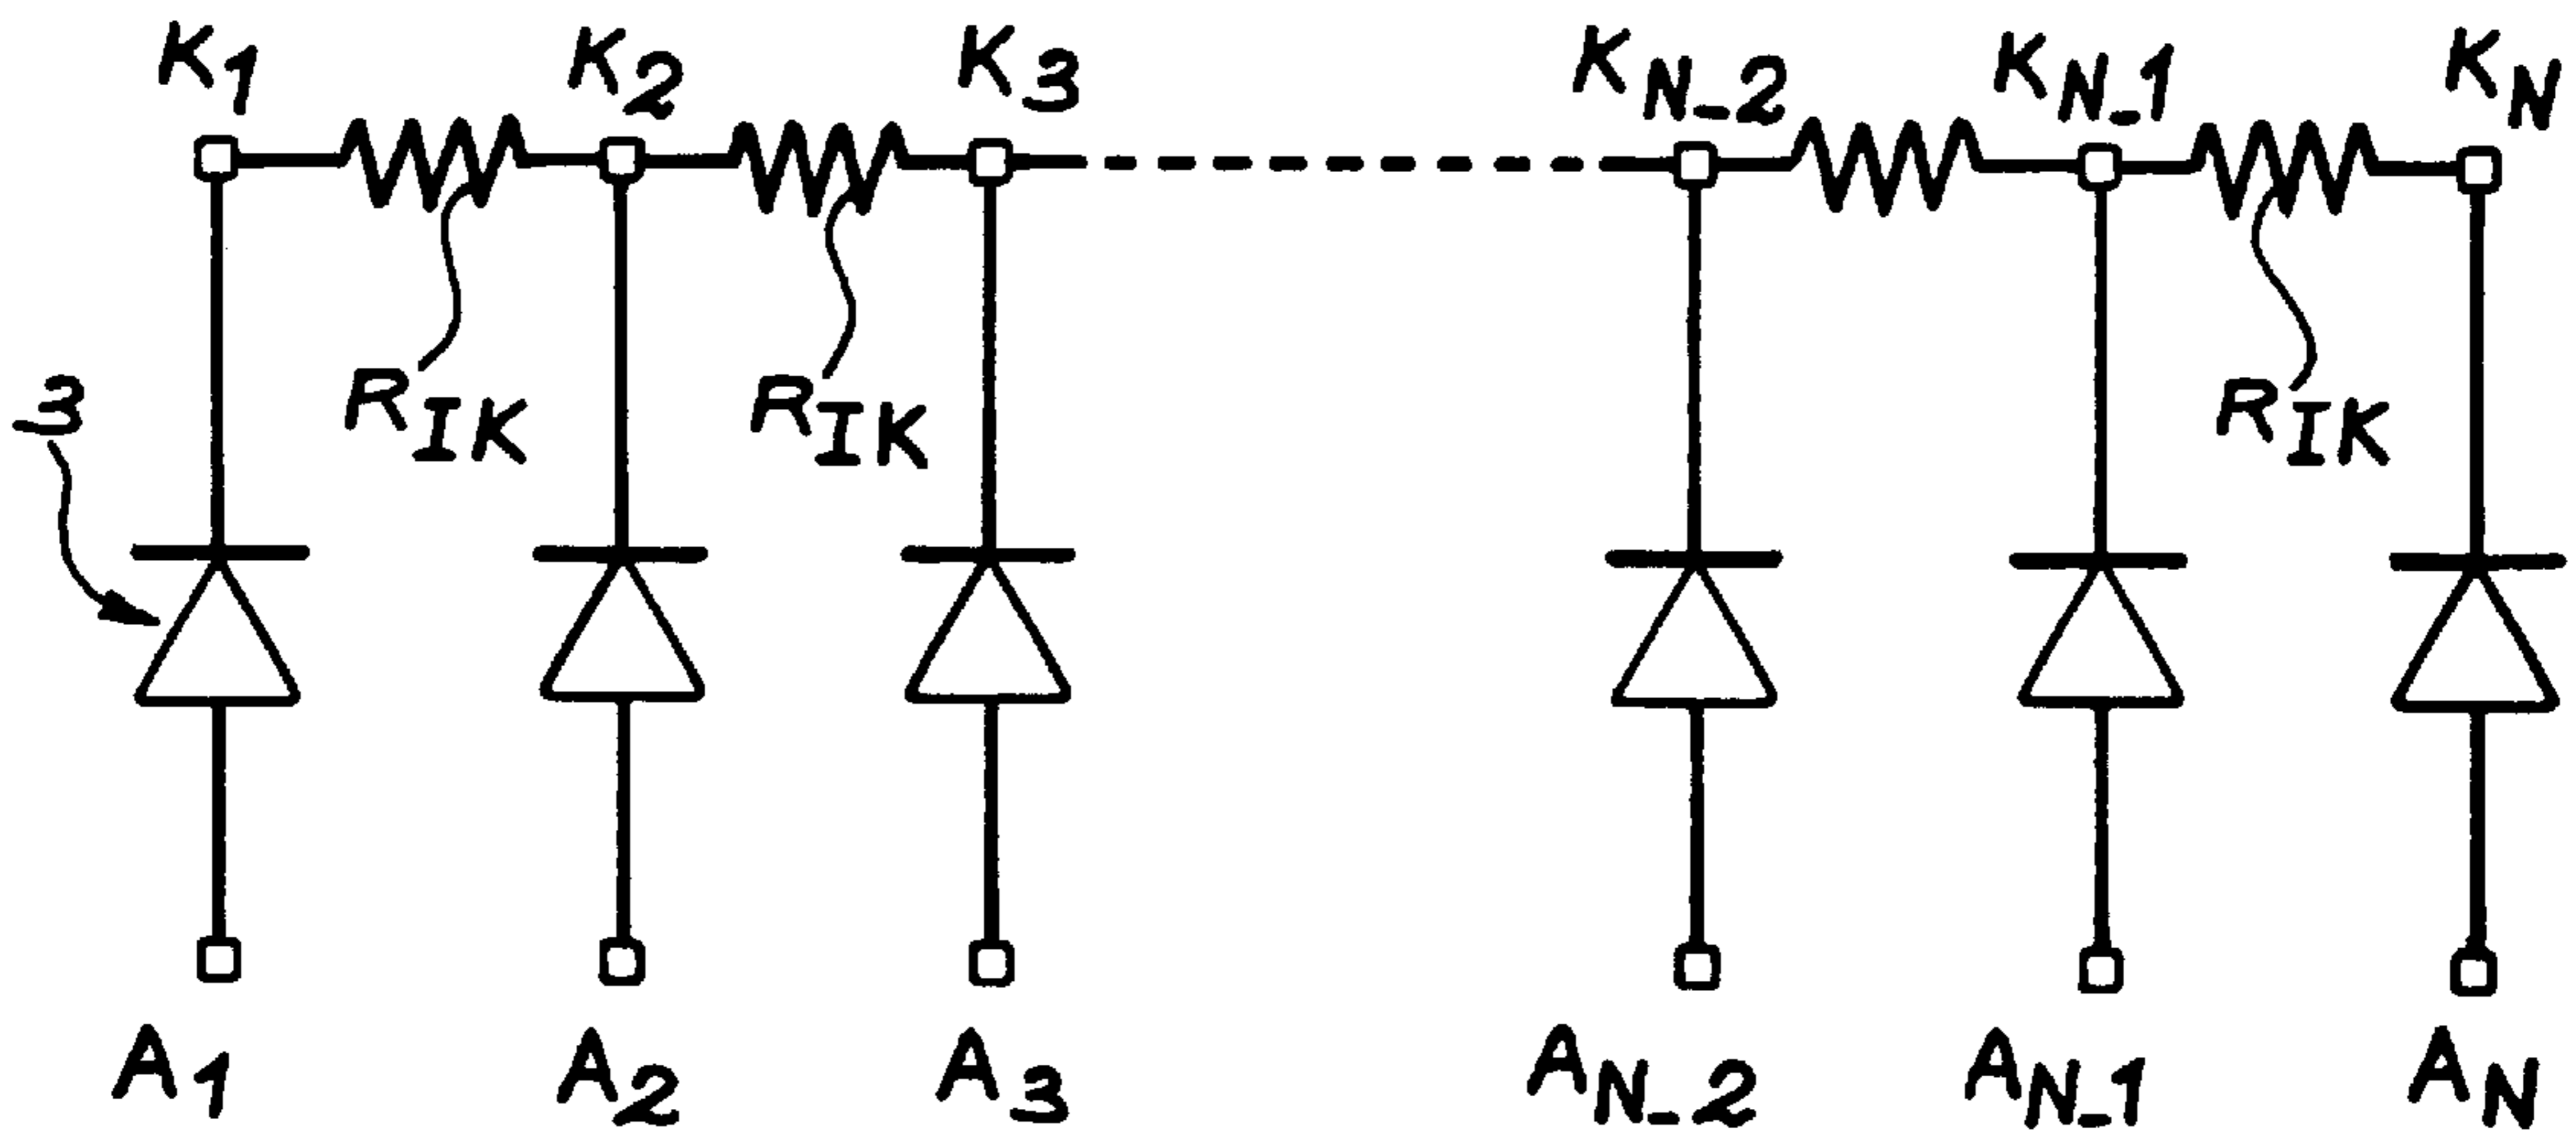 K1 K2 K3 KN-2 KN-1 KN
3 RIK RIK RIK
A1 A2 A3 AN-2 AN-1 AN